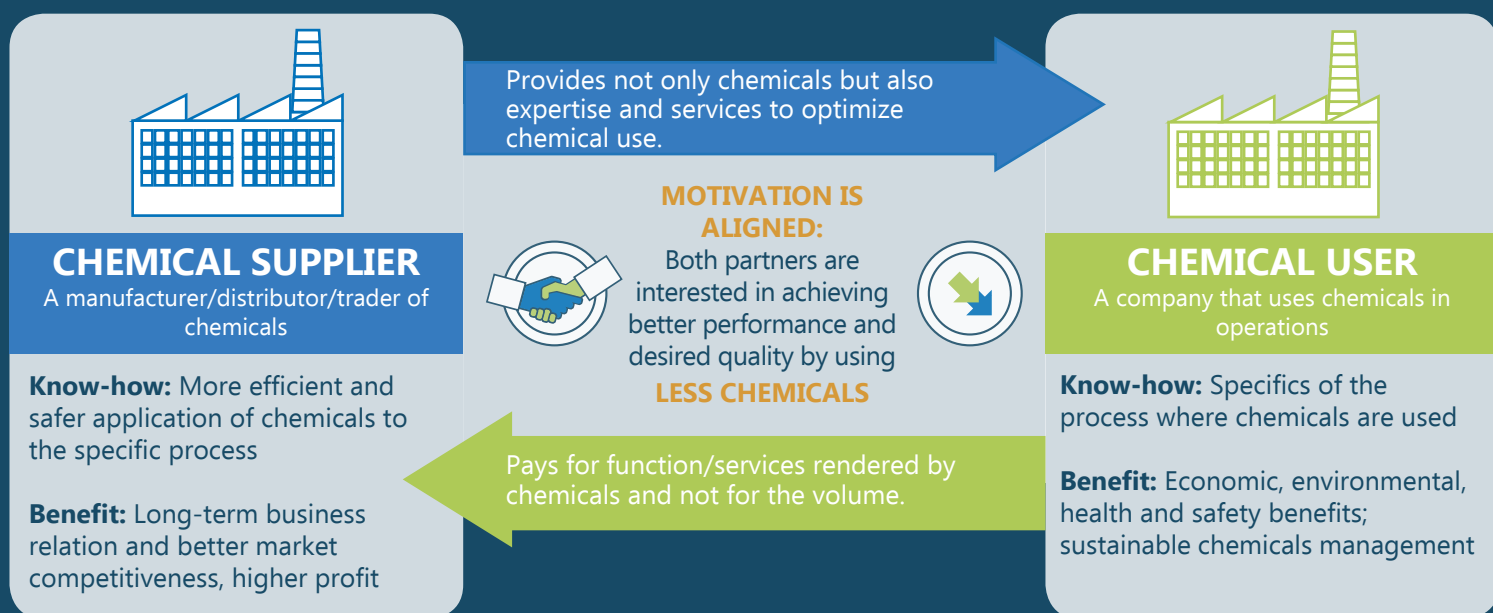 CHEMICAL SUPPLIER
A manufacturer/distributor/trader of
chemicals
Know-how: More efficient and
safer application of chemicals to
the specific process
Benefit: Long-term business
relation and better market
competitiveness, higher profit
Provides not only chemicals but also
expertise and services to optimize
chemical use.
MOTIVATION IS
ALIGNED:
Both partners are
interested in achieving
better performance and
desired quality by using
LESS CHEMICALS
Pays for function/services rendered by
chemicals and not for the volume.
CHEMICAL USER
A company that uses chemicals in
operations
Know-how: Specifics of the
process where chemicals are used
Benefit: Economic, environmental,
health and safety benefits;
sustainable chemicals management